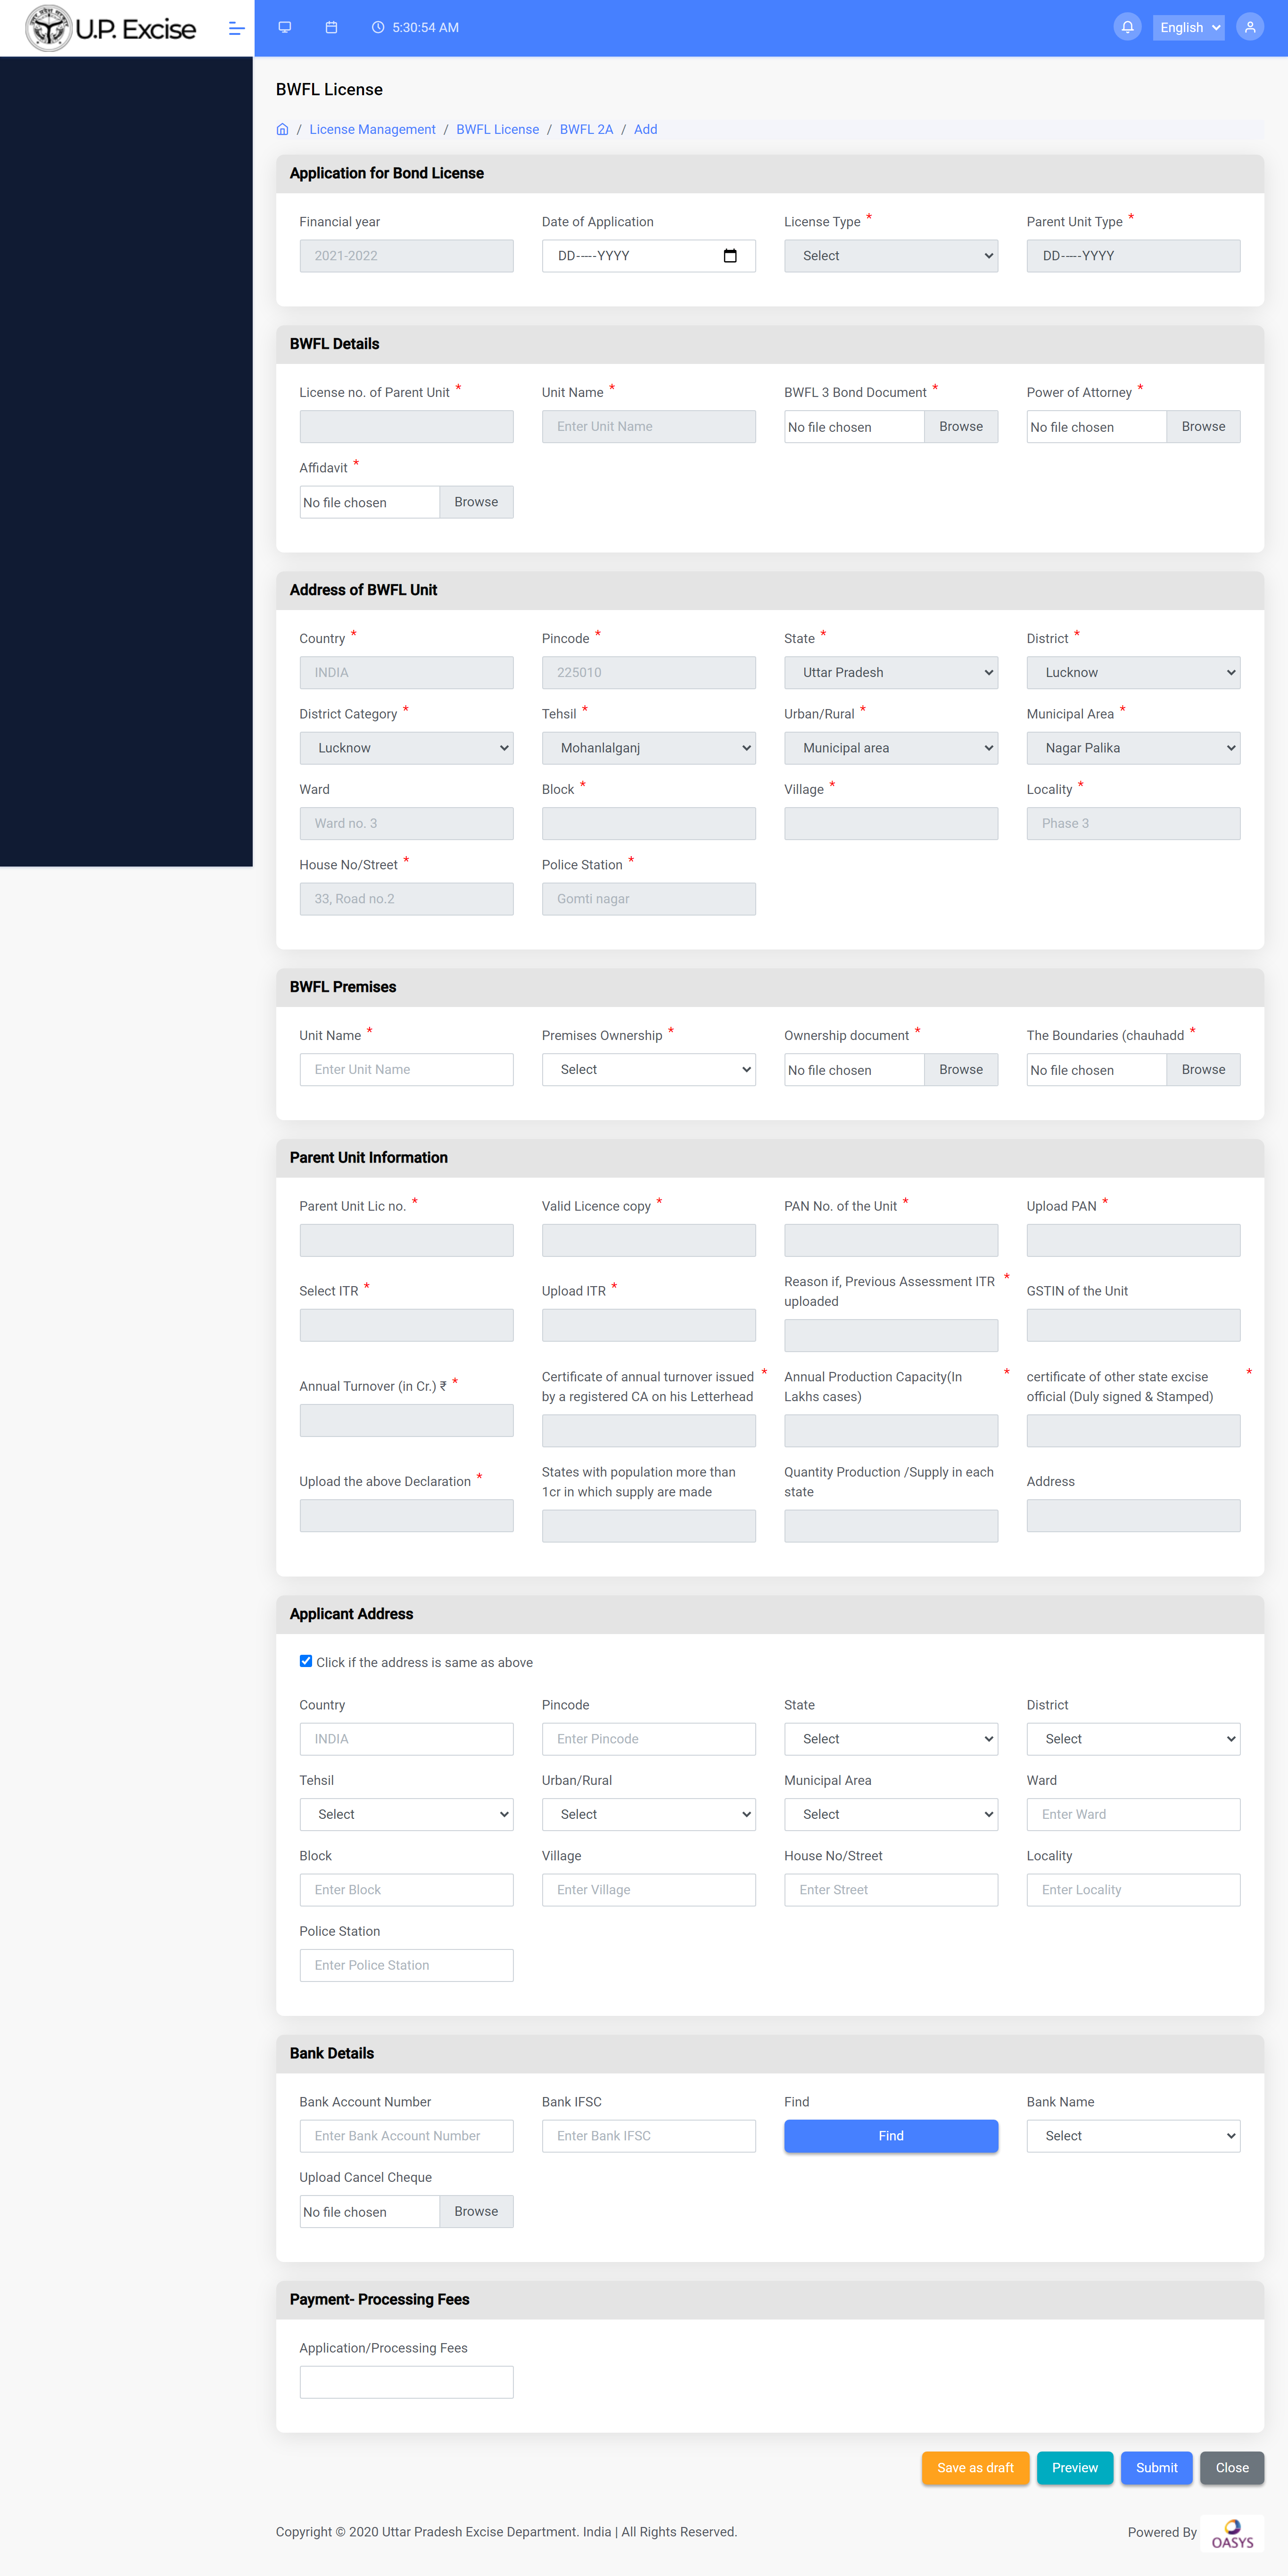 U.P. Excise
5:30:54 AM
English
BWFL License
/ License Management / BWFL License / BWFL 2A / Add
Application for Bond License
Financial year Date of Application License Type * Parent Unit Type *
2021-2022 DD-----YYYY Select DD-----YYYY
BWFL Details
License no. of Parent Unit * Unit Name * BWFL 3 Bond Document * Power of Attorney *
Enter Unit Name No file chosen Browse No file chosen Browse
Affidavit *
No file chosen Browse
Address of BWFL Unit
Country * Pincode * State * District *
INDIA 225010 Uttar Pradesh Lucknow
District Category * Tehsil * Urban/Rural * Municipal Area *
Lucknow Mohanlalganj Municipal area Nagar Palika
Ward Block * Village * Locality *
Ward no. 3 Phase 3
House No/Street * Police Station *
33, Road no.2 Gomti nagar
BWFL Premises
Unit Name * Premises Ownership * Ownership document * The Boundaries (chauhadd *
Enter Unit Name Select No file chosen Browse No file chosen Browse
Parent Unit Information
Parent Unit Lic no. * Valid Licence copy * PAN No. of the Unit * Upload PAN *
Select ITR * Upload ITR * Reason if, Previous Assessment ITR * GSTIN of the Unit
uploaded
Annual Turnover (in Cr.) ₹ * Certificate of annual turnover issued * Annual Production Capacity(In * certificate of other state excise *
by a registered CA on his Letterhead Lakhs cases) official (Duly signed & Stamped)
Upload the above Declaration * States with population more than Quantity Production /Supply in each Address
1cr in which supply are made state
Applicant Address
Click if the address is same as above
Country Pincode State District
INDIA Enter Pincode Select Select
Tehsil Urban/Rural Municipal Area Ward
Select Select Select Enter Ward
Block Village House No/Street Locality
Enter Block Enter Village Enter Street Enter Locality
Police Station
Enter Police Station
Bank Details
Bank Account Number Bank IFSC Find Bank Name
Enter Bank Account Number Enter Bank IFSC Find Select
Upload Cancel Cheque
No file chosen Browse
Payment- Processing Fees
Application/Processing Fees
Save as draft Preview Submit Close
Copyright © 2020 Uttar Pradesh Excise Department. India | All Rights Reserved. Powered By OASYS